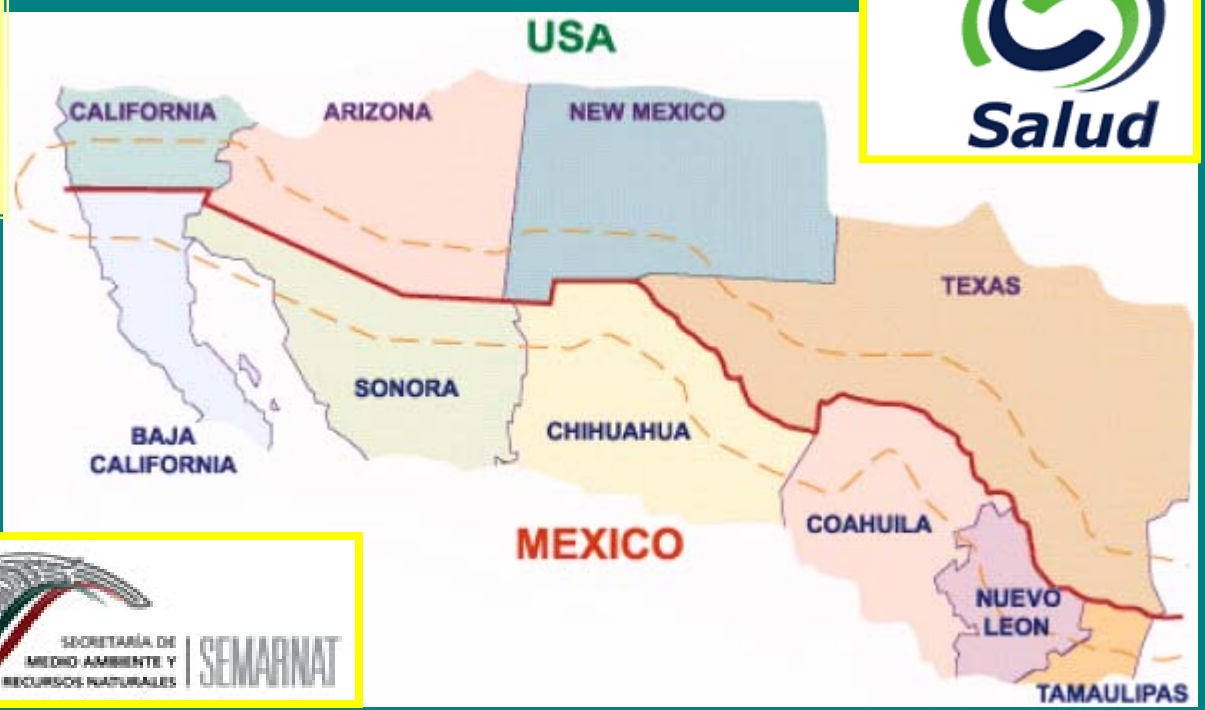 USA
CALIFORNIA
ARIZONA
NEW MEXICO
Salud
TEXAS
SONORA
CHIHUAHUA
BAJA
CALIFORNIA
COAHUILA
MEXICO
NUEVO
LEON
TAMAULIPAS
SECRETARÍA DE
MEDIO AMBIENTE Y
RECURSOS NATURALES
SEMARNAT